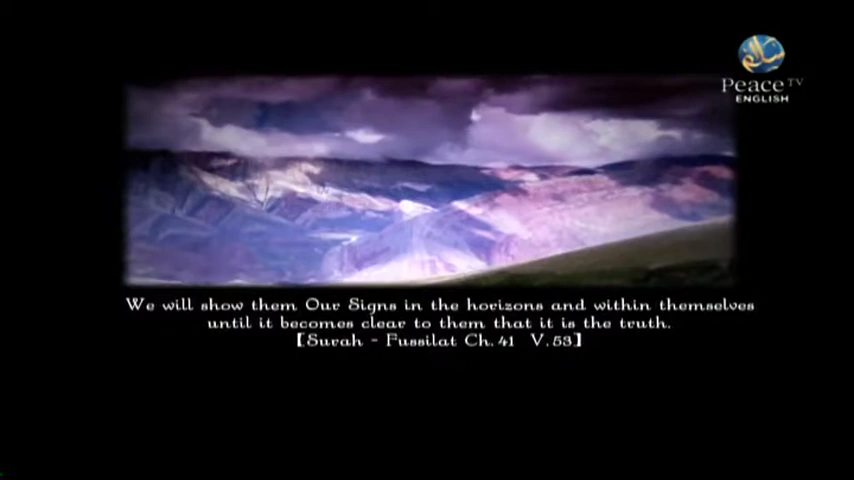 سلام
Peace TV
ENGLISH
We will show them Our Signs in the horizons and within themselves
until it becomes clear to them that it is the truth.
[Surah - Fussilat Ch. 41 V. 53]